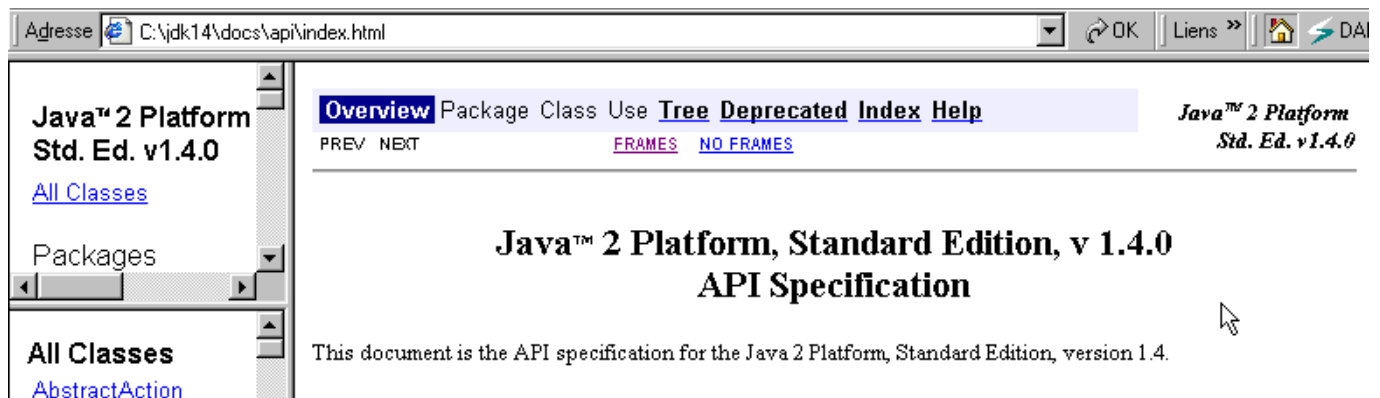 Adresse C:\jdk14\docs\api\index.html OK Liens » DA
Java™ 2 Platform
Std. Ed. v1.4.0
All Classes
Packages
All Classes
AbstractAction
Overview Package Class Use Tree Deprecated Index Help
PREV NEXT FRAMES NO FRAMES
Java™ 2 Platform
Std. Ed. v1.4.0
Java™ 2 Platform, Standard Edition, v 1.4.0
API Specification
This document is the API specification for the Java 2 Platform, Standard Edition, version 1.4.